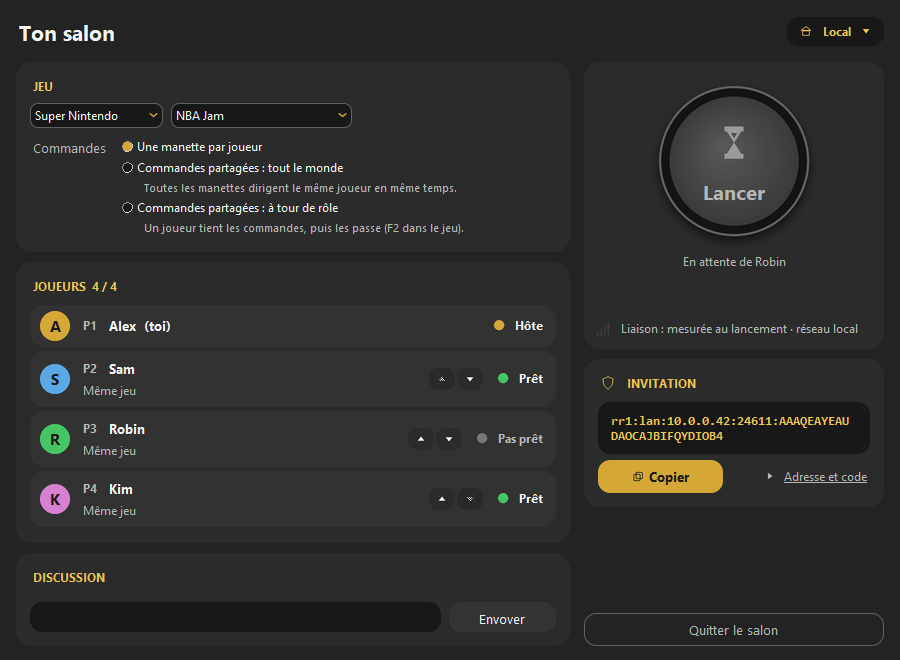 Ton salon
Local
JEU
Super Nintendo
NBA Jam
Commandes
Une manette par joueur
Commandes partagées : tout le monde
Toutes les manettes dirigent le même joueur en même temps.
Commandes partagées : à tour de rôle
Un joueur tient les commandes, puis les passe (F2 dans le jeu).
JOUEURS 4 / 4
A P1 Alex (toi) Hôte
S P2 Sam Prêt
Même jeu
R P3 Robin Pas prêt
Même jeu
K P4 Kim Prêt
Même jeu
DISCUSSION
Envoyer
Lancer
En attente de Robin
Liaison : mesurée au lancement · réseau local
INVITATION
rr1:lan:10.0.0.42:24611:AAAQEAYEAU
DAOCAJBIFQYDIOB4
Copier
Adresse et code
Quitter le salon